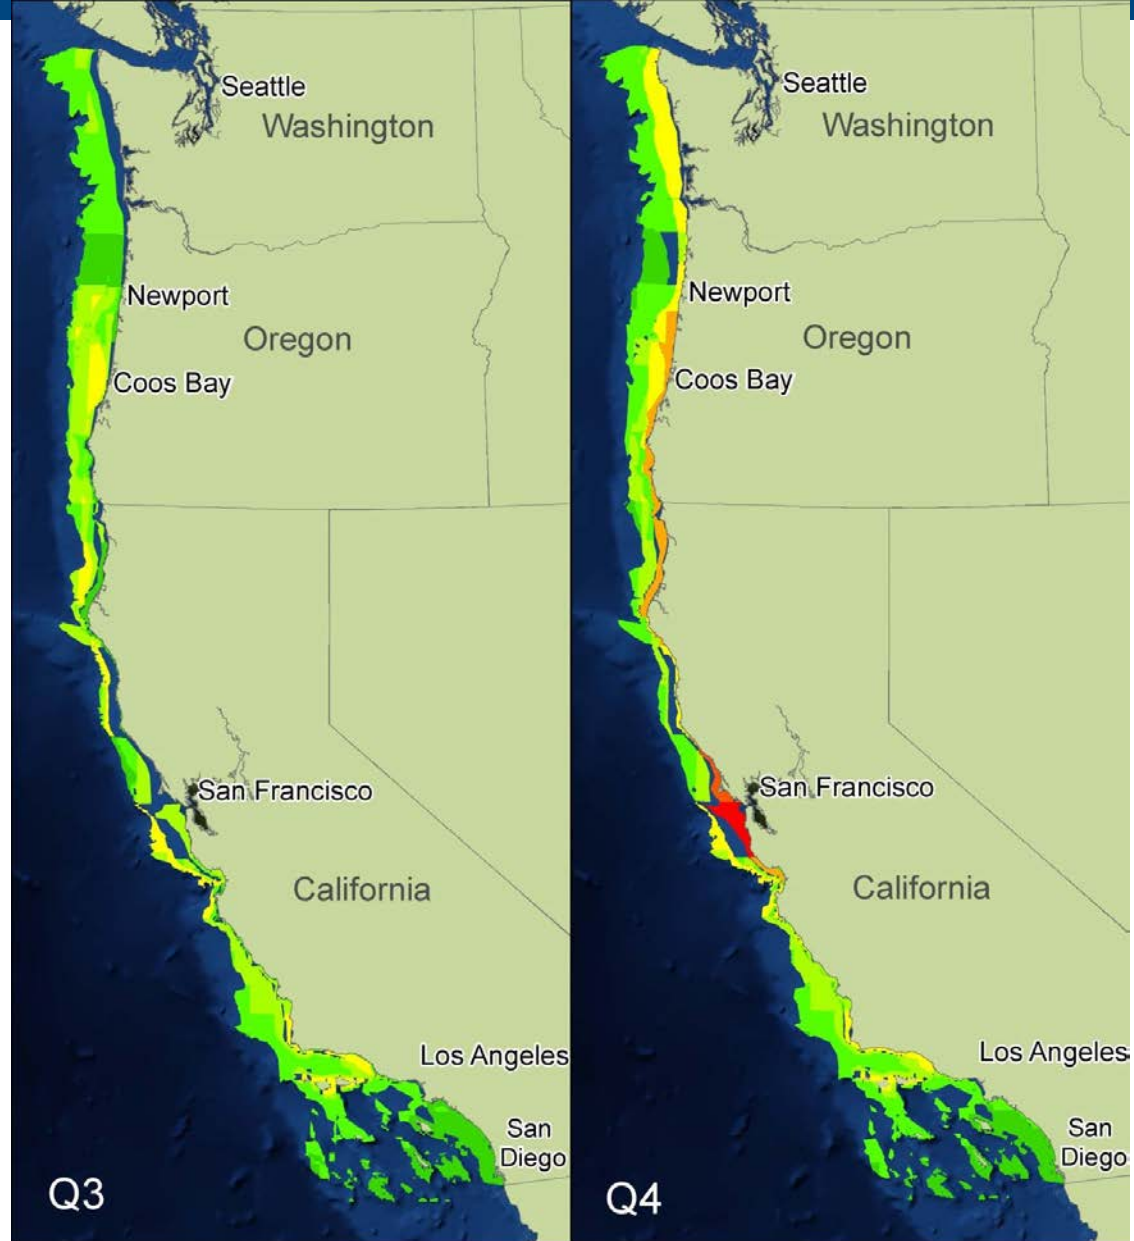 Seattle
Washington
Newport
Oregon
Coos Bay
San Francisco
California
Los Angeles
San
Diego
Q3
Seattle
Washington
Newport
Oregon
Coos Bay
San Francisco
California
Los Angeles
San
Diego
Q4